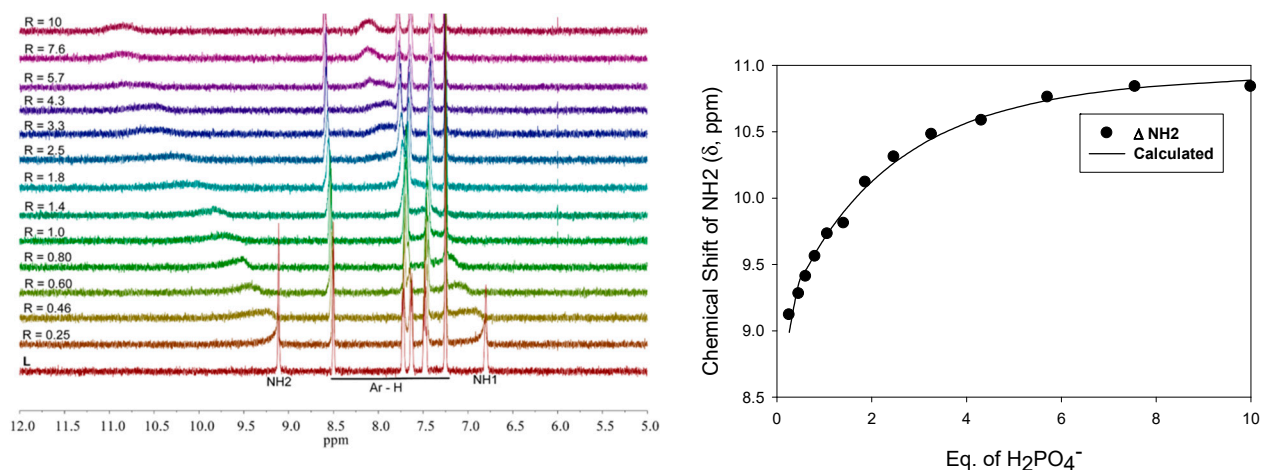 R = 10
R = 7.6
R = 5.7
R = 4.3
R = 3.3
R = 2.5
R = 1.8
R = 1.4
R = 1.0
R = 0.80
R = 0.60
R = 0.46
R = 0.25
L
NH2
Ar - H
NH1
12.0 11.5 11.0 10.5 10.0 9.5 9.0 8.5 8.0 7.5 7.0 6.5 6.0 5.5 5.0
ppm
Chemical Shift of NH2 (δ, ppm)
11.0
10.5
10.0
9.5
9.0
8.5
Δ NH2
Calculated
0 2 4 6 8 10
Eq. of H₂PO₄⁻